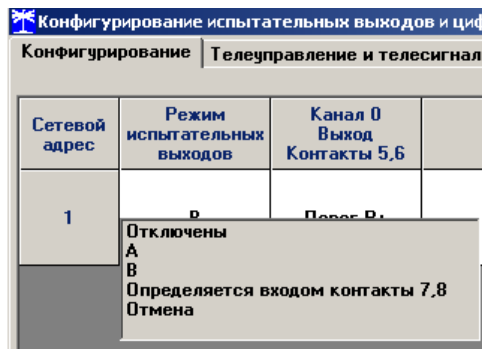 Конфигурирование испытательных выходов и циф
Конфигурирование Телеуправление и телесигнал
Сетевой адрес
Режим испытательных выходов
Канал 0 Выход Контакты 5,6
1
Отключены
A
B
Определяется входом контакты 7,8
Отмена